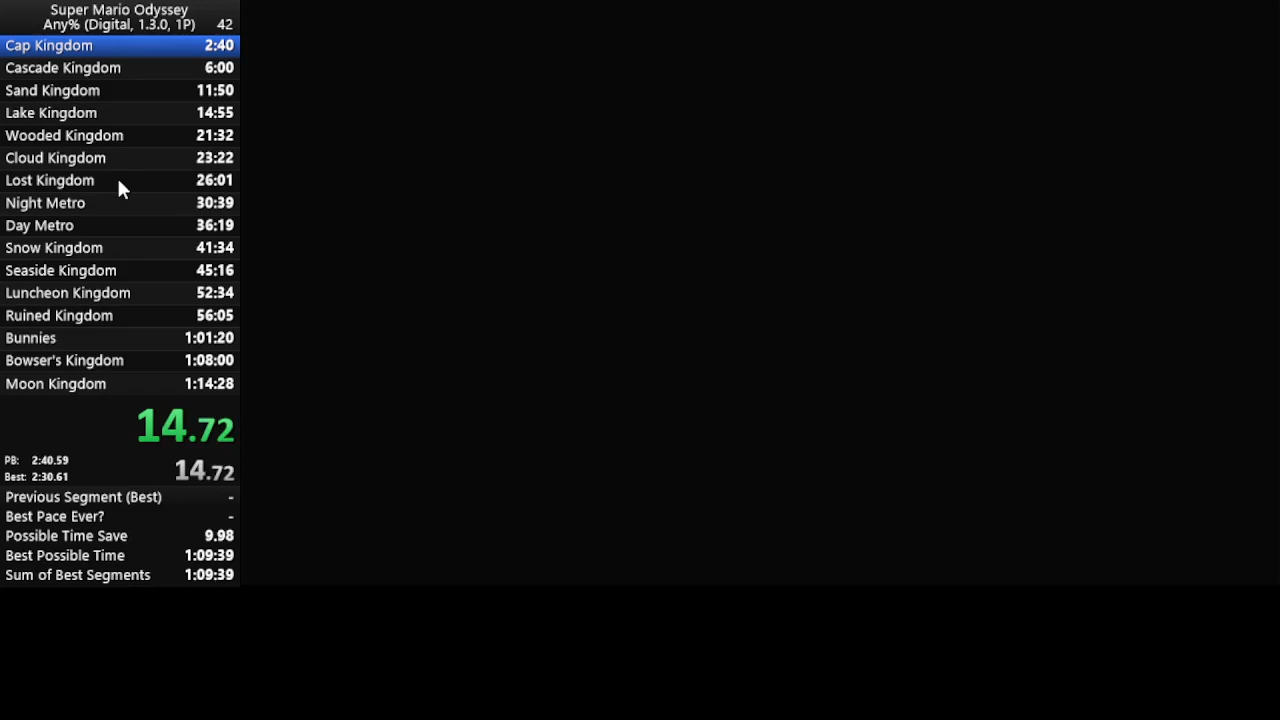 Super Mario Odyssey
Any% (Digital, 1.3.0, 1P) 42
Cap Kingdom 2:40
Cascade Kingdom 6:00
Sand Kingdom 11:50
Lake Kingdom 14:55
Wooded Kingdom 21:32
Cloud Kingdom 23:22
Lost Kingdom 26:01
Night Metro 30:39
Day Metro 36:19
Snow Kingdom 41:34
Seaside Kingdom 45:16
Luncheon Kingdom 52:34
Ruined Kingdom 56:05
Bunnies 1:01:20
Bowser's Kingdom 1:08:00
Moon Kingdom 1:14:28
14.72
PB: 2:40.59
Best: 2:30.61
14.72
Previous Segment (Best) -
Best Pace Ever? -
Possible Time Save 9.98
Best Possible Time 1:09:39
Sum of Best Segments 1:09:39